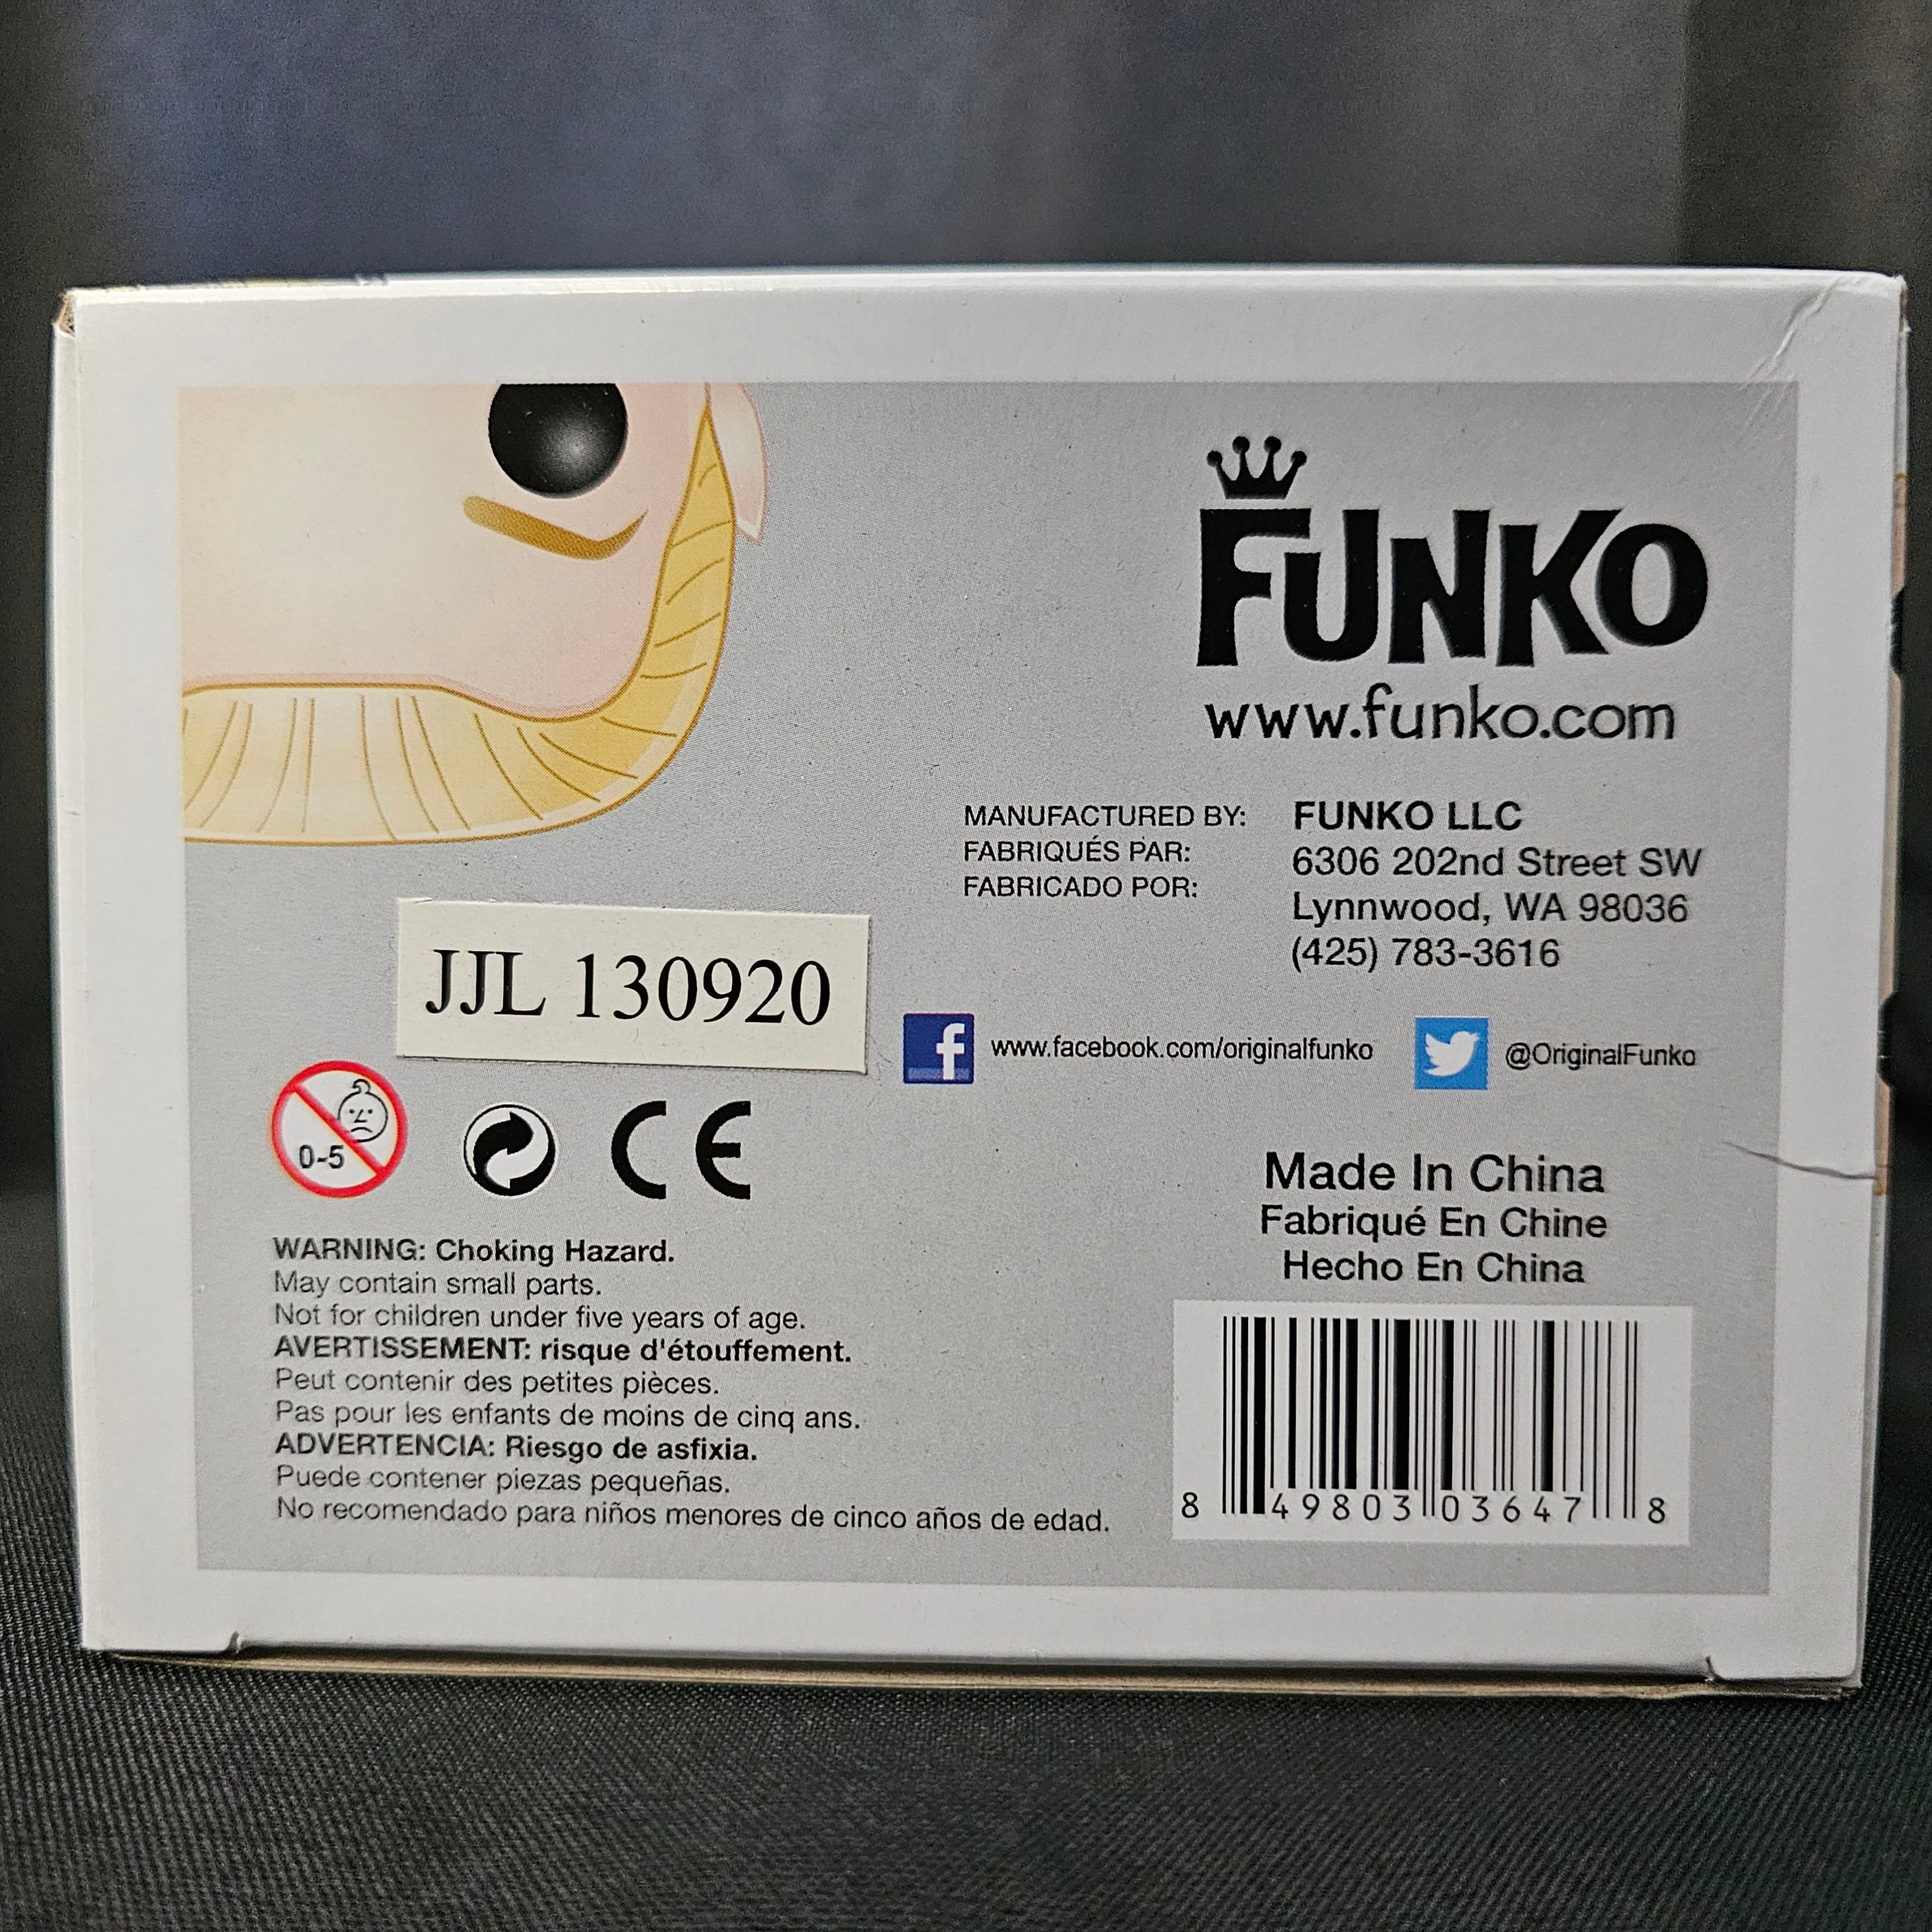 FUNKO
www.funko.com
MANUFACTURED BY: FUNKO LLC
FABRIQUÉS PAR: 6306 202nd Street SW
FABRICADO POR: Lynnwood, WA 98036
(425) 783-3616
JJL 130920
f www.facebook.com/originalfunko @OriginalFunko
0-5 CE
Made In China
Fabriqué En Chine
Hecho En China
WARNING: Choking Hazard.
May contain small parts.
Not for children under five years of age.
AVERTISSEMENT: risque d'étouffement.
Peut contenir des petites pièces.
Pas pour les enfants de moins de cinq ans.
ADVERTENCIA: Riesgo de asfixia.
Puede contener piezas pequeñas.
No recomendado para niños menores de cinco años de edad.
8 49803 03647 8